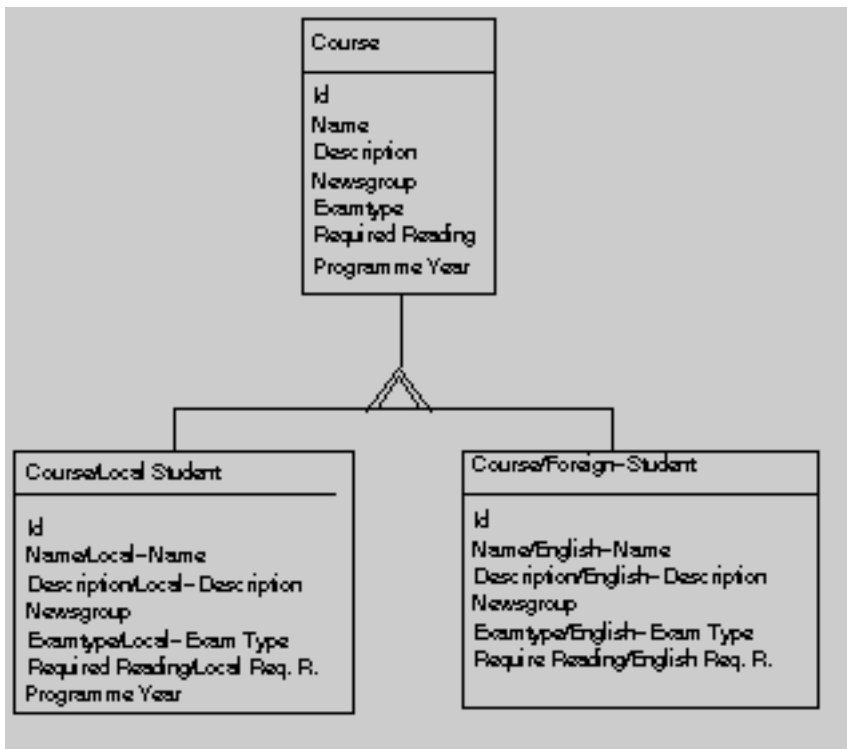 Course
Id
Name
Description
Newsgroup
Examtype
Required Reading
Programme Year
Course/Local Student
Id
Name/Local-Name
Description/Local-Description
Newsgroup
Examtype/Local-Exam Type
Required Reading/Local Req. R.
Programme Year
Course/Foreign-Student
Id
Name/English-Name
Description/English-Description
Newsgroup
Examtype/English-Exam Type
Require Reading/English Req. R.